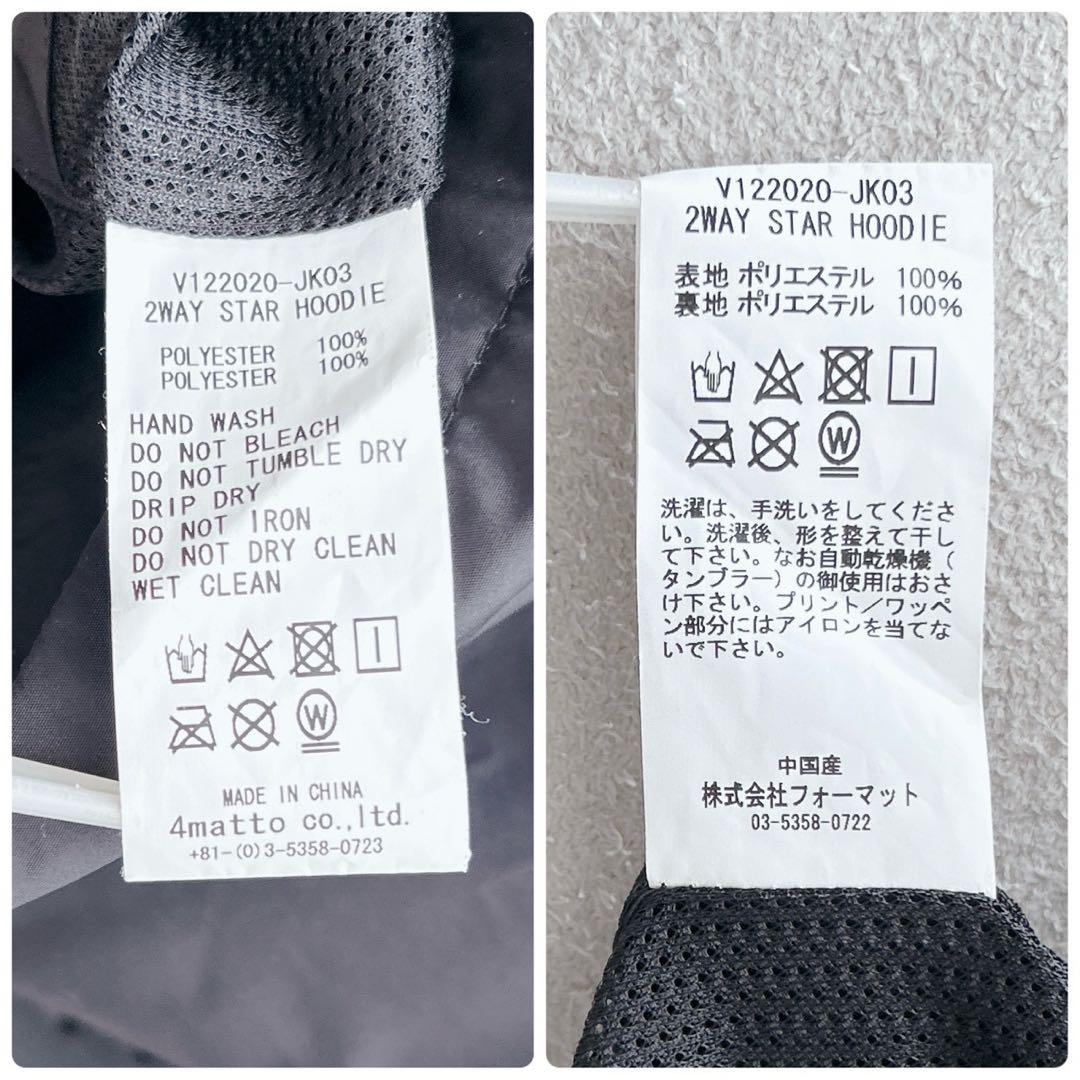 V122020-JK03
2WAY STAR HOODIE
POLYESTER 100%
POLYESTER 100%
HAND WASH
DO NOT BLEACH
DO NOT TUMBLE DRY
DRIP DRY
DO NOT IRON
DO NOT DRY CLEAN
WET CLEAN
W
MADE IN CHINA
4matto co.,ltd.
+81-(0)3-5358-0723
V122020-JK03
2WAY STAR HOODIE
表地 ポリエステル 100%
裏地 ポリエステル 100%
W
洗濯は、手洗いをしてくださ
い。洗濯後、形を整えて干し
て下さい。なお自動乾燥機（
タンブラー）の御使用はおさ
け下さい。プリント／ワッペ
ン部分にはアイロンを当てな
いで下さい。
中国産
株式会社フォーマット
03-5358-0722